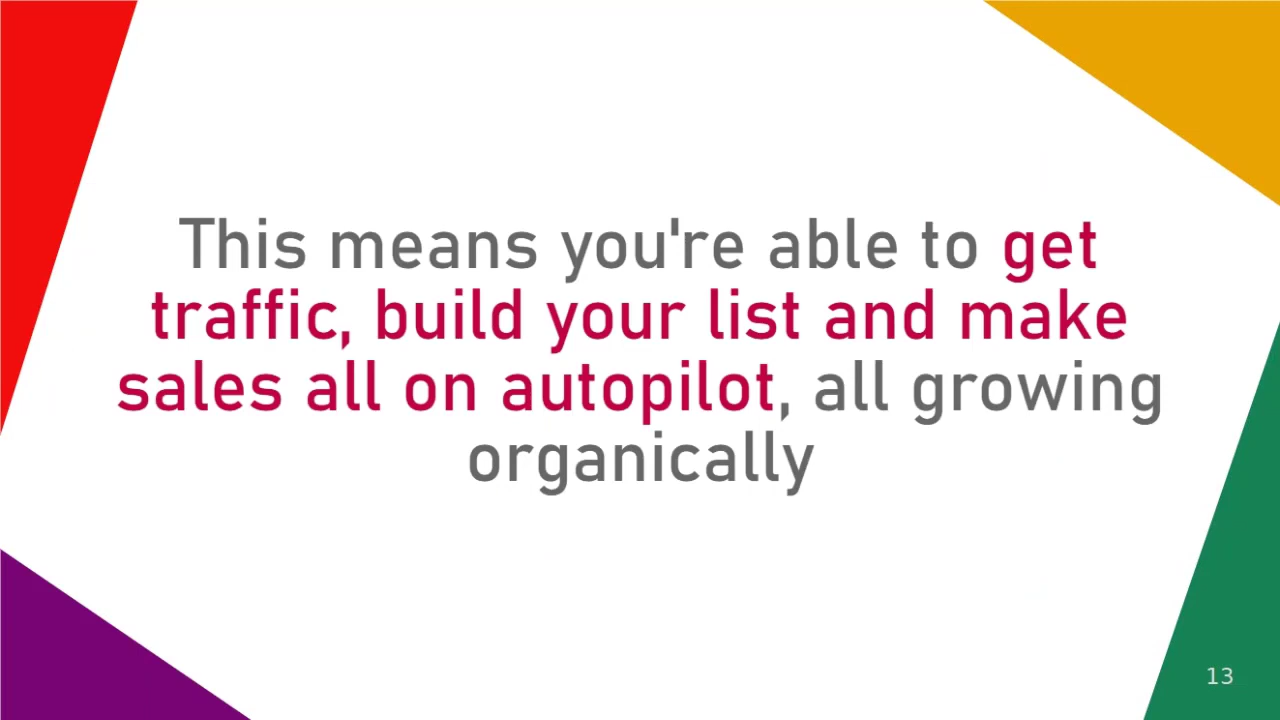 This means you're able to get
traffic, build your list and make
sales all on autopilot, all growing
organically
13